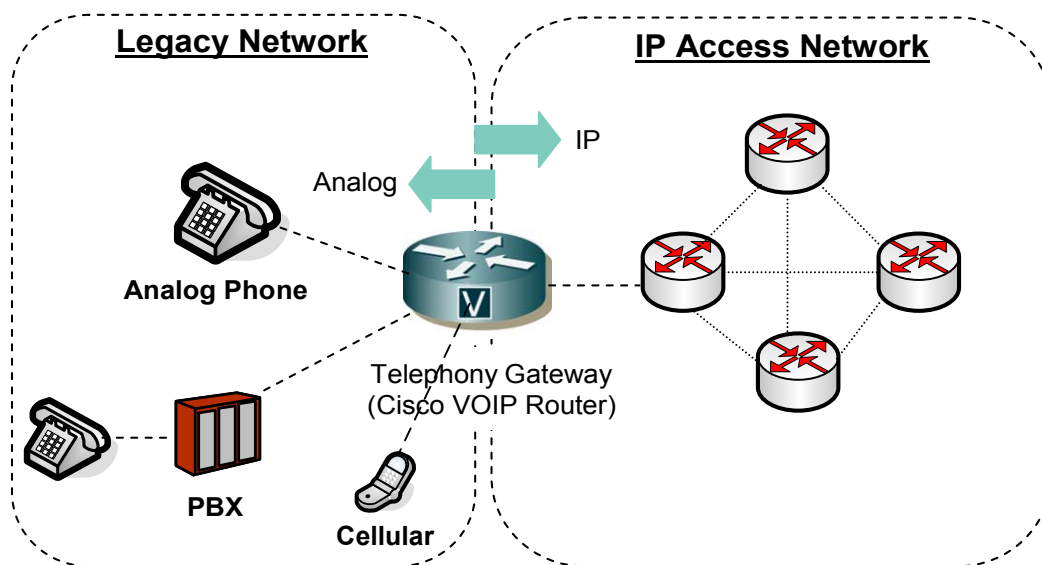 Legacy Network
IP Access Network
IP
Analog
Analog Phone
V
Telephony Gateway
(Cisco VOIP Router)
PBX
Cellular